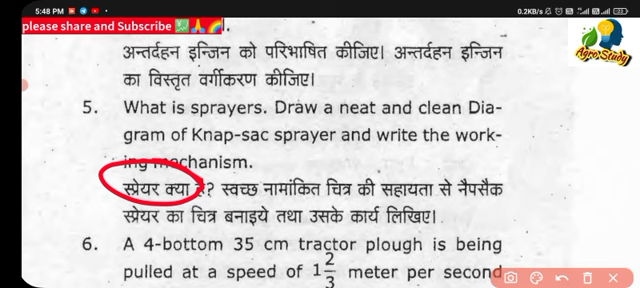 5:48 PM
0.2KB/s
please share and Subscribe
Agro Study
अन्तर्दहन इन्जिन को परिभाषित कीजिए। अन्तर्दहन इन्जिन
का विस्तृत वर्गीकरण कीजिए।
5. What is sprayers. Draw a neat and clean Dia-
gram of Knap-sac sprayer and write the work-
ing mechanism.
स्प्रेयर क्या है? स्वच्छ नामांकित चित्र की सहायता से नैपसैक
स्प्रेयर का चित्र बनाइये तथा उसके कार्य लिखिए।
6. A 4-bottom 35 cm tractor plough is being
pulled at a speed of 1 2/3 meter per second